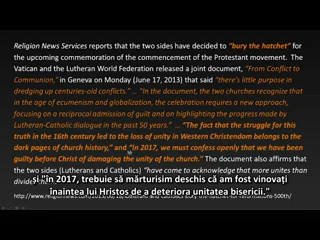 Religion News Services reports that the two sides have decided to "bury the hatchet" for
the upcoming commemoration of the commencement of the Protestant movement. The
Vatican and the Lutheran World Federation released a joint document, "From Conflict to
Communion," in Geneva on Monday (June 17, 2013) that said "there's little purpose in
dredging up centuries-old conflicts." ... "In the document, the two churches recognize that
in the age of ecumenism and globalization, the celebration requires a new approach,
focusing on a reciprocal admission of guilt and on highlighting the progress made by
Lutheran-Catholic dialogue in the past 50 years." ... "The fact that the struggle for this
truth in the 16th century led to the loss of unity in Western Christendom belongs to the
dark pages of church history," and "In 2017, we must confess openly that we have been
guilty before Christ of damaging the unity of the church." The document also affirms that
the two sides (Lutherans and Catholics) "have come to acknowledge that more unites than
divides
și "În 2017, trebuie să mărturisim deschis că am fost vinovați
înaintea lui Hristos de a deteriora unitatea bisericii."